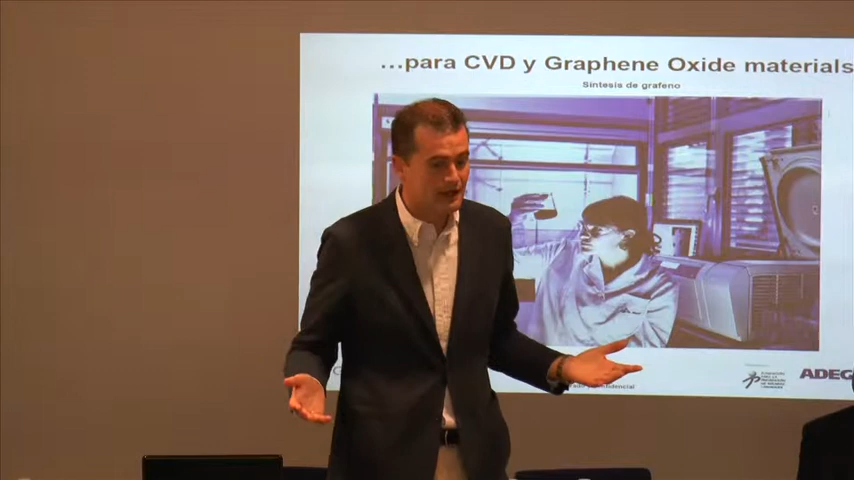 ...para CVD y Graphene Oxide materials
Síntesis de grafeno
ADEG